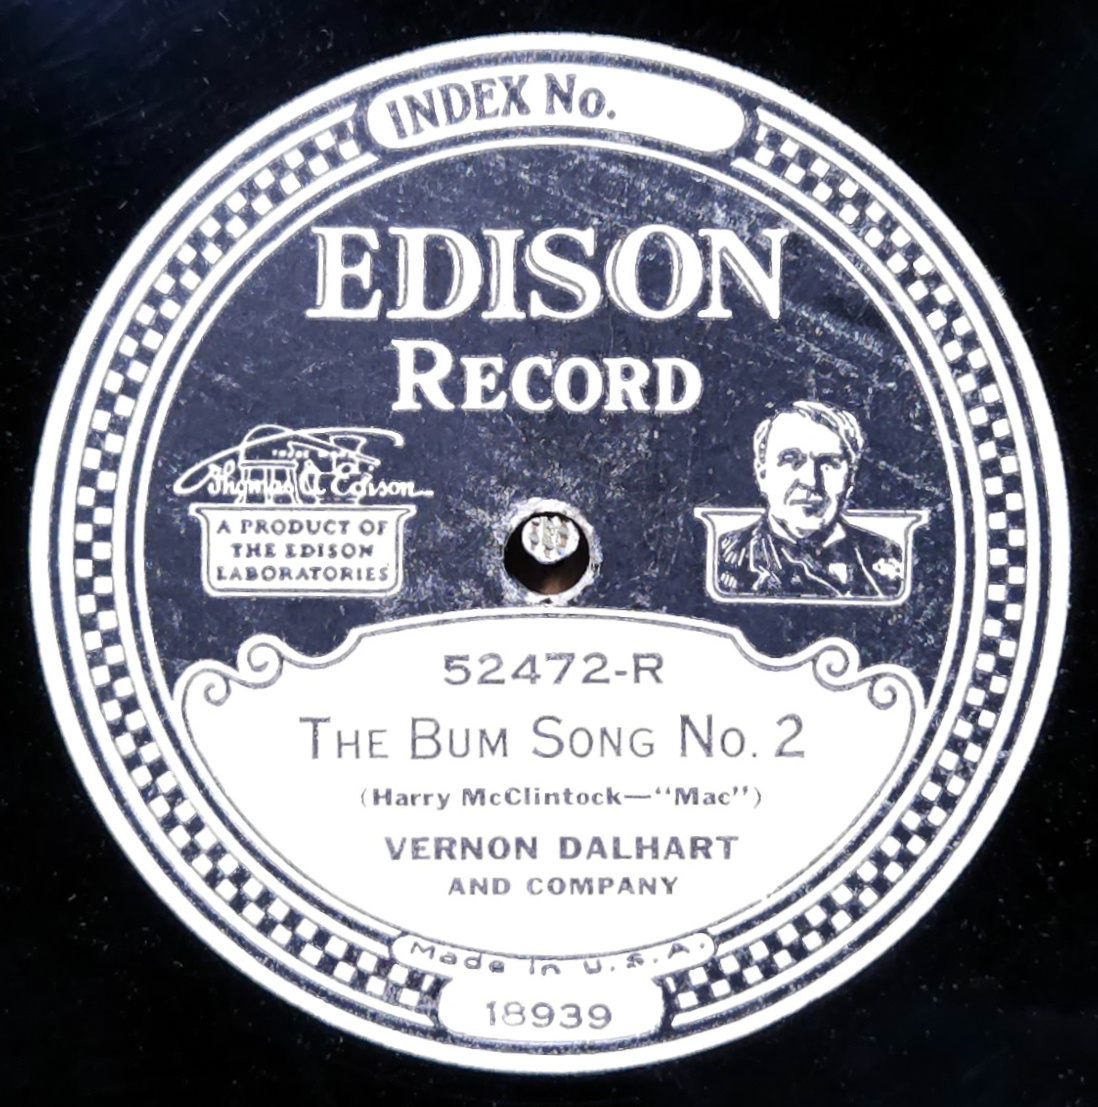 INDEX No.
EDISON
RECORD
Thomas A Edison
A PRODUCT OF
THE EDISON
LABORATORIES
52472-R
THE BUM SONG NO. 2
(Harry McClintock—"Mac")
VERNON DALHART
AND COMPANY
Made in U.S.A.
18939